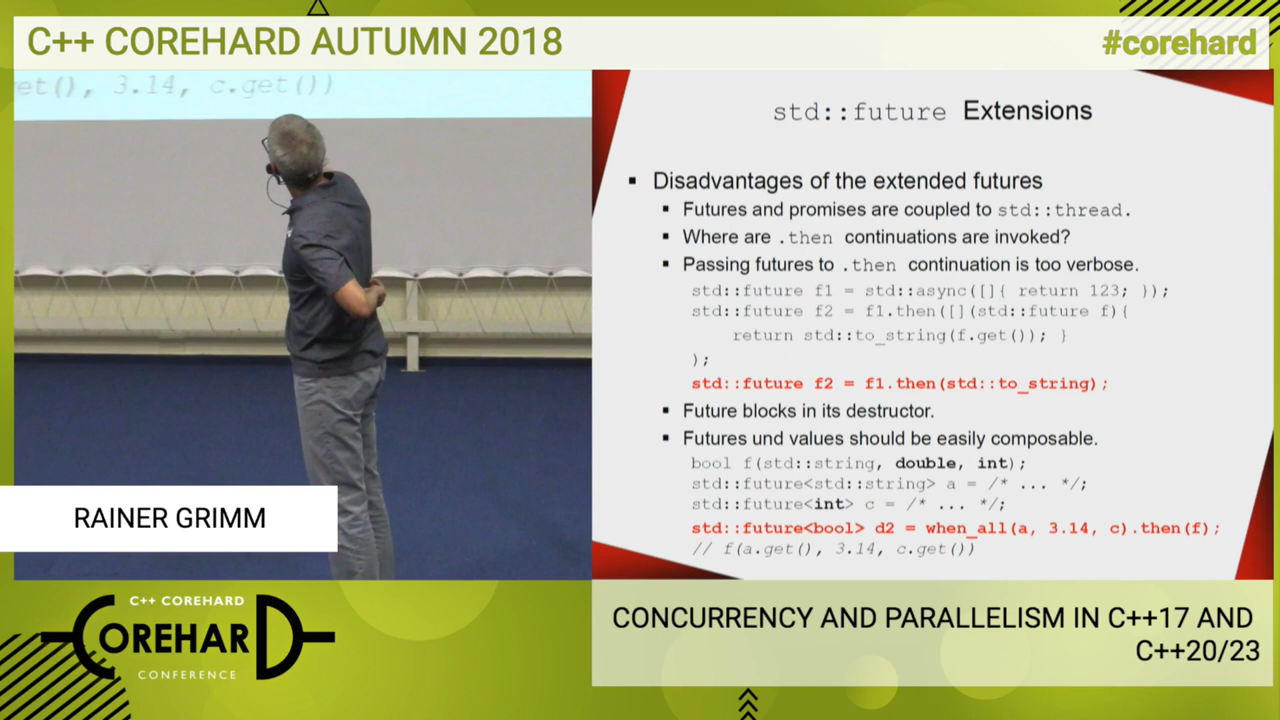 C++ COREHARD AUTUMN 2018
#corehard
et(), 3.14, c.get())
std::future Extensions
▪ Disadvantages of the extended futures
▪ Futures and promises are coupled to std::thread.
▪ Where are .then continuations are invoked?
▪ Passing futures to .then continuation is too verbose.
std::future f1 = std::async([]{ return 123; });
std::future f2 = f1.then([](std::future f){
return std::to_string(f.get()); }
);
std::future f2 = f1.then(std::to_string);
▪ Future blocks in its destructor.
▪ Futures und values should be easily composable.
bool f(std::string, double, int);
std::future<std::string> a = /* ... */;
std::future<int> c = /* ... */;
std::future<bool> d2 = when_all(a, 3.14, c).then(f);
// f(a.get(), 3.14, c.get())
RAINER GRIMM
C++ COREHARD
COREHARD
CONFERENCE
CONCURRENCY AND PARALLELISM IN C++17 AND
C++20/23